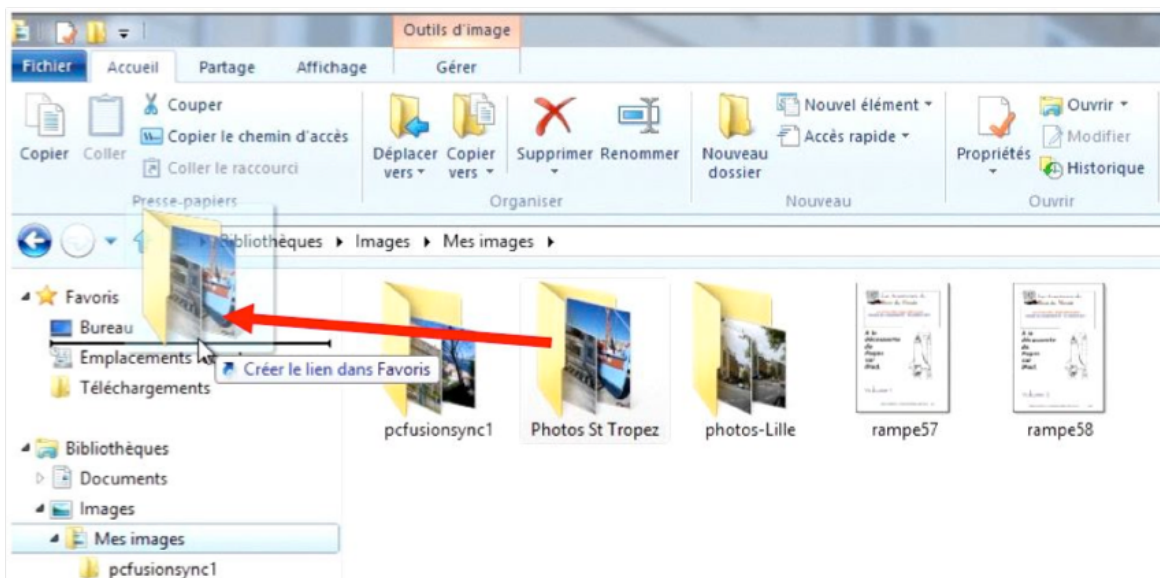 Outils d'image
Fichier Accueil Partage Affichage Gérer
Copier
Coller
Couper
Copier le chemin d'accès
Coller le raccourci
Presse-papiers
Déplacer vers
Copier vers
Supprimer
Renommer
Organiser
Nouveau dossier
Nouvel élément
Accès rapide
Nouveau
Propriétés
Ouvrir
Modifier
Historique
Ouvrir
Bibliothèques Images Mes images
Favoris
Bureau
Emplacements
Téléchargements
Créer le lien dans Favoris
Bibliothèques
Documents
Images
Mes images
pcfusionsync1
pcfusionsync1
Photos St Tropez
photos-Lille
rampe57
rampe58